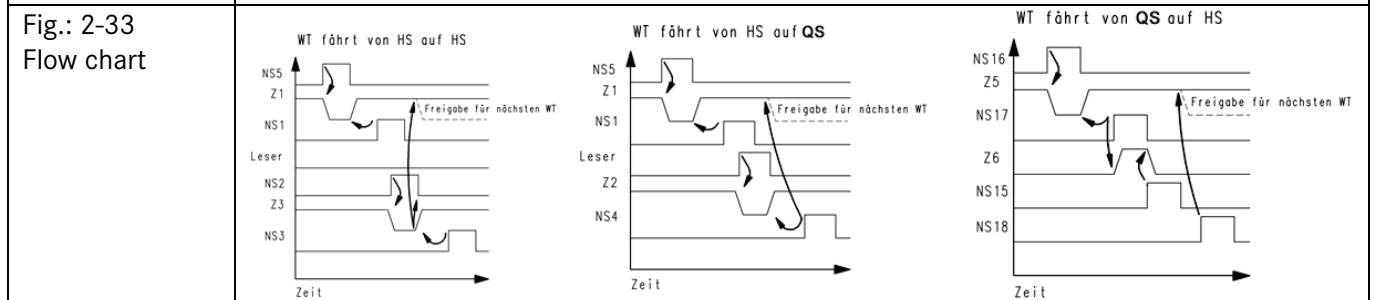 Fig.: 2-33
Flow chart
WT fährt von HS auf HS
NS5
Z1
Freigabe für nächsten WT
NS1
Leser
NS2
Z3
NS3
Zeit
WT fährt von HS auf QS
NS5
Z1
Freigabe für nächsten WT
NS1
Leser
Z2
NS4
Zeit
WT fährt von QS auf HS
NS16
Z5
Freigabe für nächsten WT
NS17
Z6
NS15
NS18
Zeit